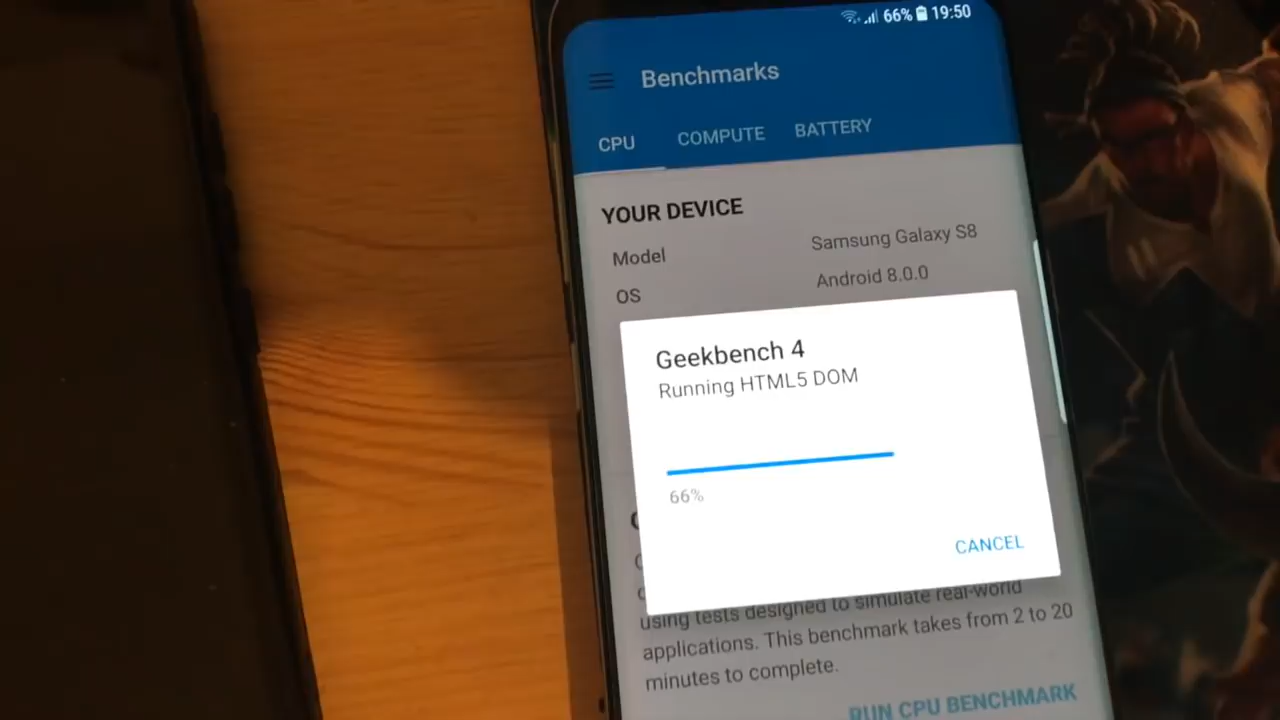 66% 19:50
Benchmarks
CPU COMPUTE BATTERY
YOUR DEVICE
Model Samsung Galaxy S8
OS Android 8.0.0
Geekbench 4
Running HTML5 DOM
66%
CANCEL
using tests designed to simulate real-world
applications. This benchmark takes from 2 to 20
minutes to complete.
RUN CPU BENCHMARK